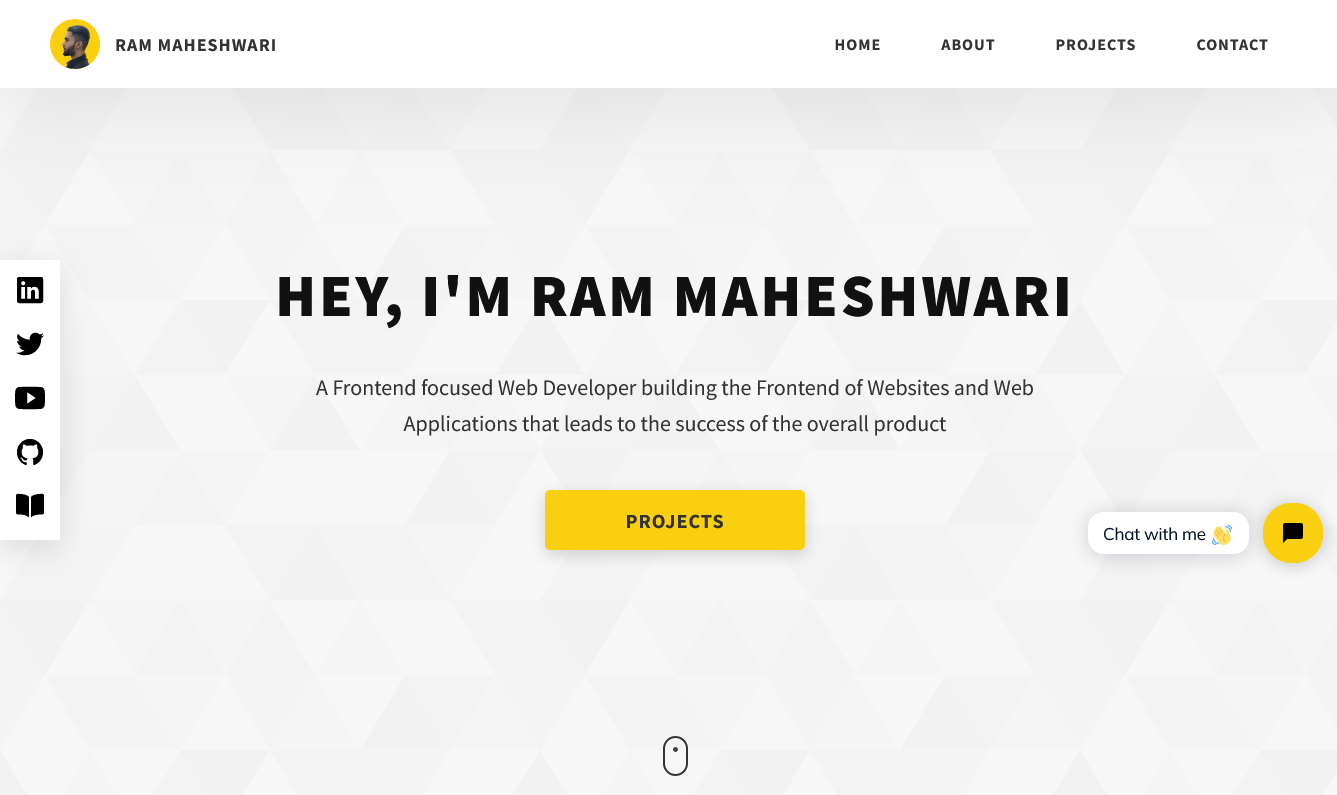 RAM MAHESHWARI
HOME ABOUT PROJECTS CONTACT
HEY, I'M RAM MAHESHWARI
A Frontend focused Web Developer building the Frontend of Websites and Web
Applications that leads to the success of the overall product
PROJECTS
Chat with me 👋
in